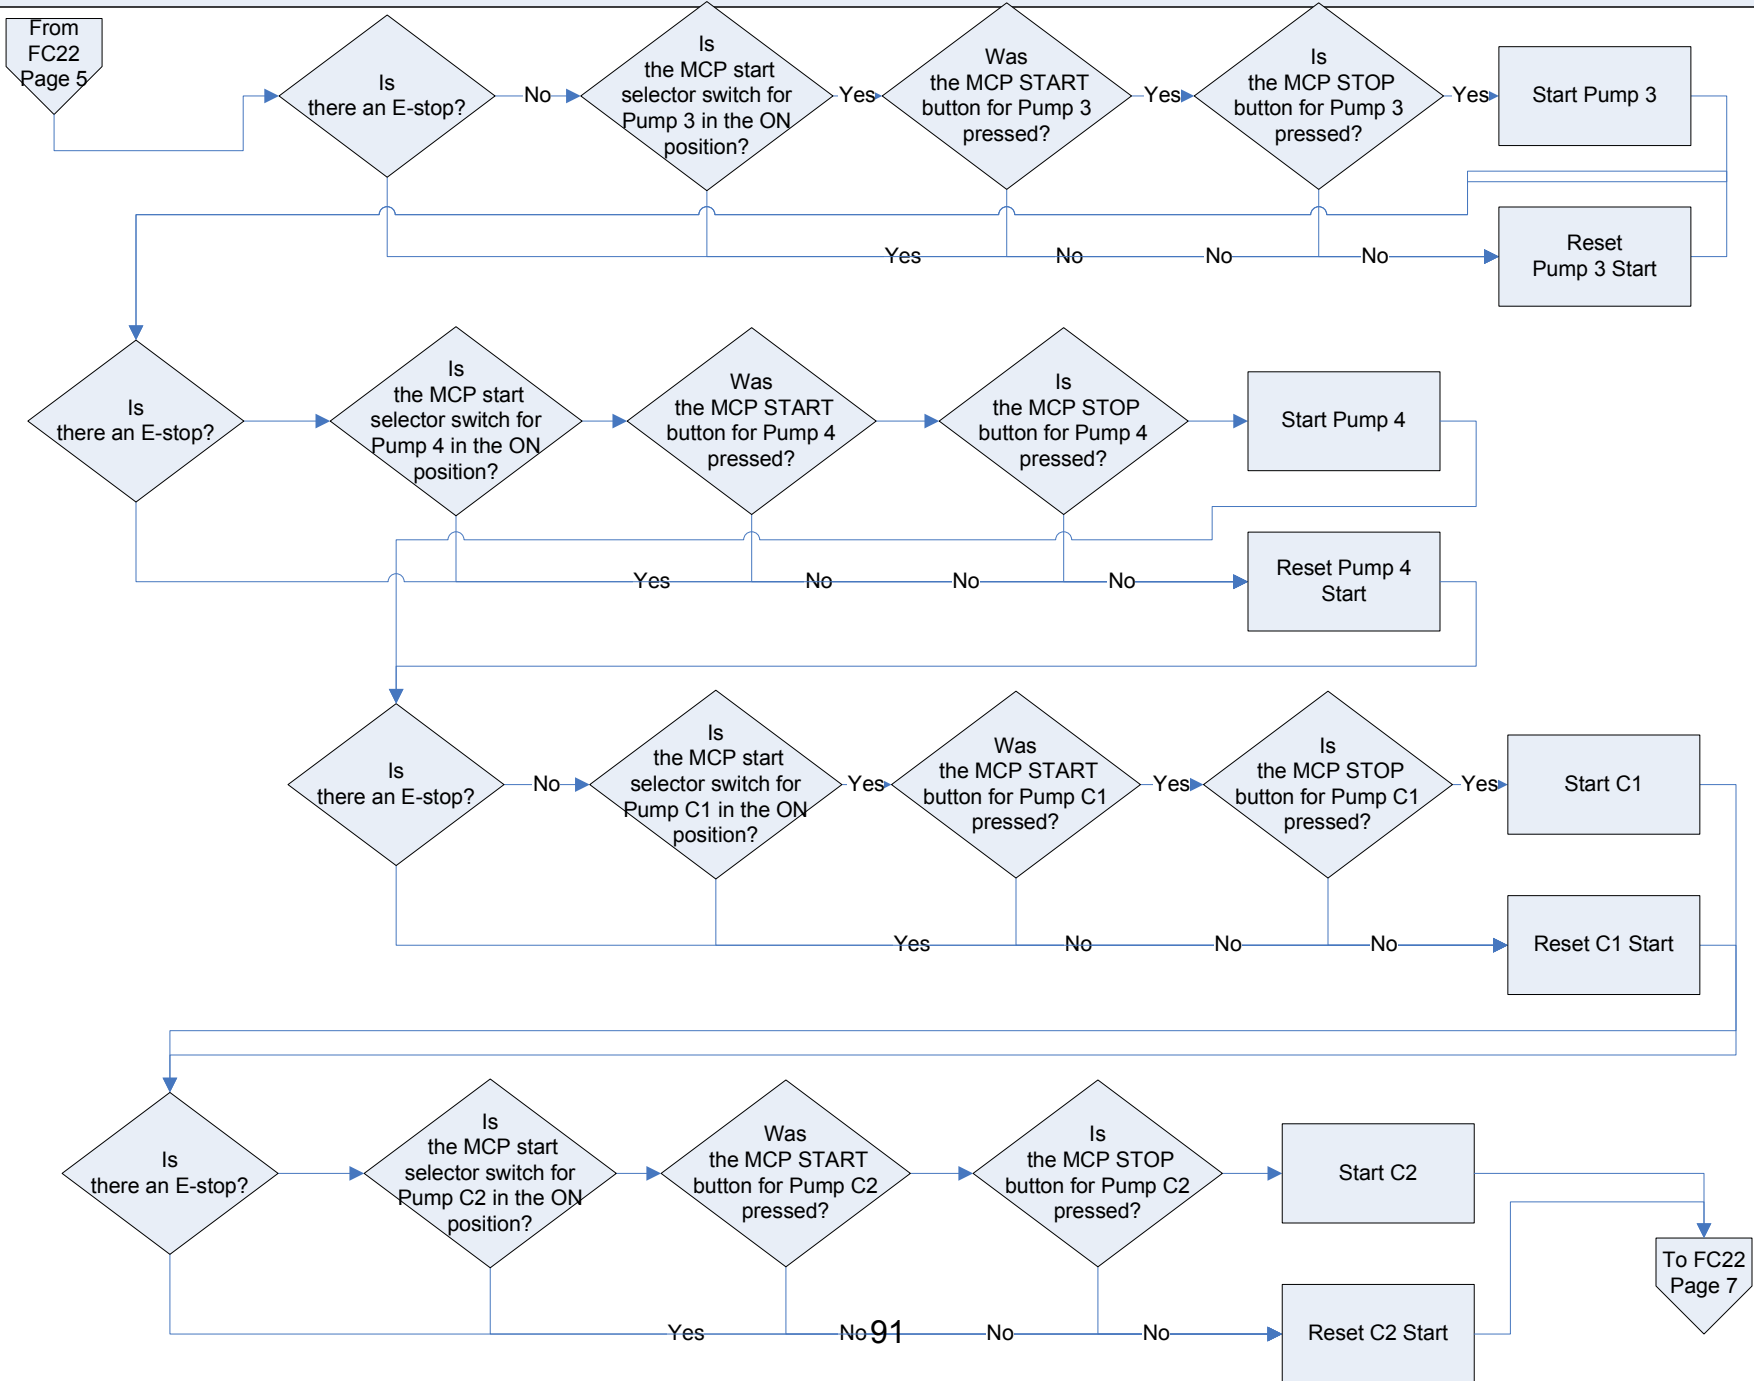 From
FC22
Page 5
Is
there an E-stop?
No
Is
the MCP start
selector switch for
Pump 3 in the ON
position?
Yes
Was
the MCP START
button for Pump 3
pressed?
Yes
Is
the MCP STOP
button for Pump 3
pressed?
Yes
Start Pump 3
Yes
No
No
No
Reset
Pump 3 Start
Is
there an E-stop?
Is
the MCP start
selector switch for
Pump 4 in the ON
position?
Was
the MCP START
button for Pump 4
pressed?
Is
the MCP STOP
button for Pump 4
pressed?
Start Pump 4
Yes
No
No
No
Reset Pump 4
Start
Is
there an E-stop?
No
Is
the MCP start
selector switch for
Pump C1 in the ON
position?
Yes
Was
the MCP START
button for Pump C1
pressed?
Yes
Is
the MCP STOP
button for Pump C1
pressed?
Yes
Start C1
Yes
No
No
No
Reset C1 Start
Is
there an E-stop?
Is
the MCP start
selector switch for
Pump C2 in the ON
position?
Was
the MCP START
button for Pump C2
pressed?
Is
the MCP STOP
button for Pump C2
pressed?
Start C2
To FC22
Page 7
Yes
No
91
No
No
Reset C2 Start